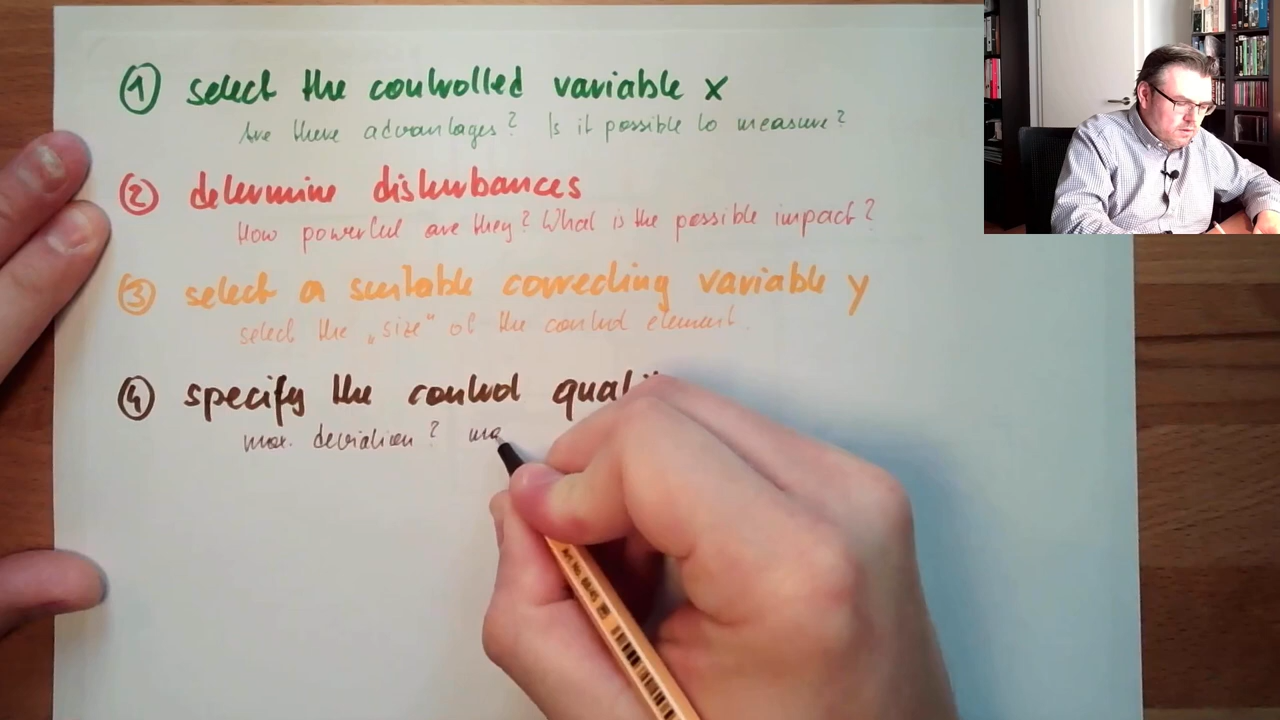 ① select the controlled variable x
Are there advantages? Is it possible to measure?
② determine disturbances
How powerful are they? What is the possible impact?
③ select a suitable correcting variable y
select the „size“ of the control element.
④ specify the control quali
max. deviation? ma